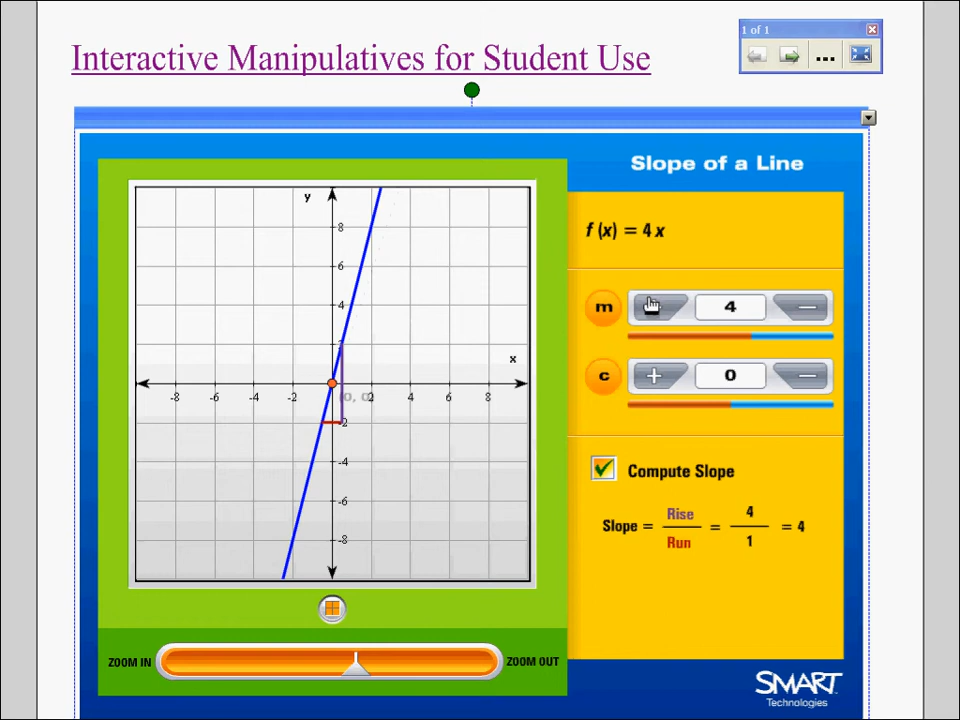 1 of 1
Interactive Manipulatives for Student Use
Slope of a Line
f (x) = 4 x
m
4
c
0
Compute Slope
Slope = Rise / Run = 4 / 1 = 4
y
x
8
6
4
-8 -6 -4 -2 2 4 6 8
(0, 0)
-2
-4
-6
-8
ZOOM IN
ZOOM OUT
SMART
Technologies